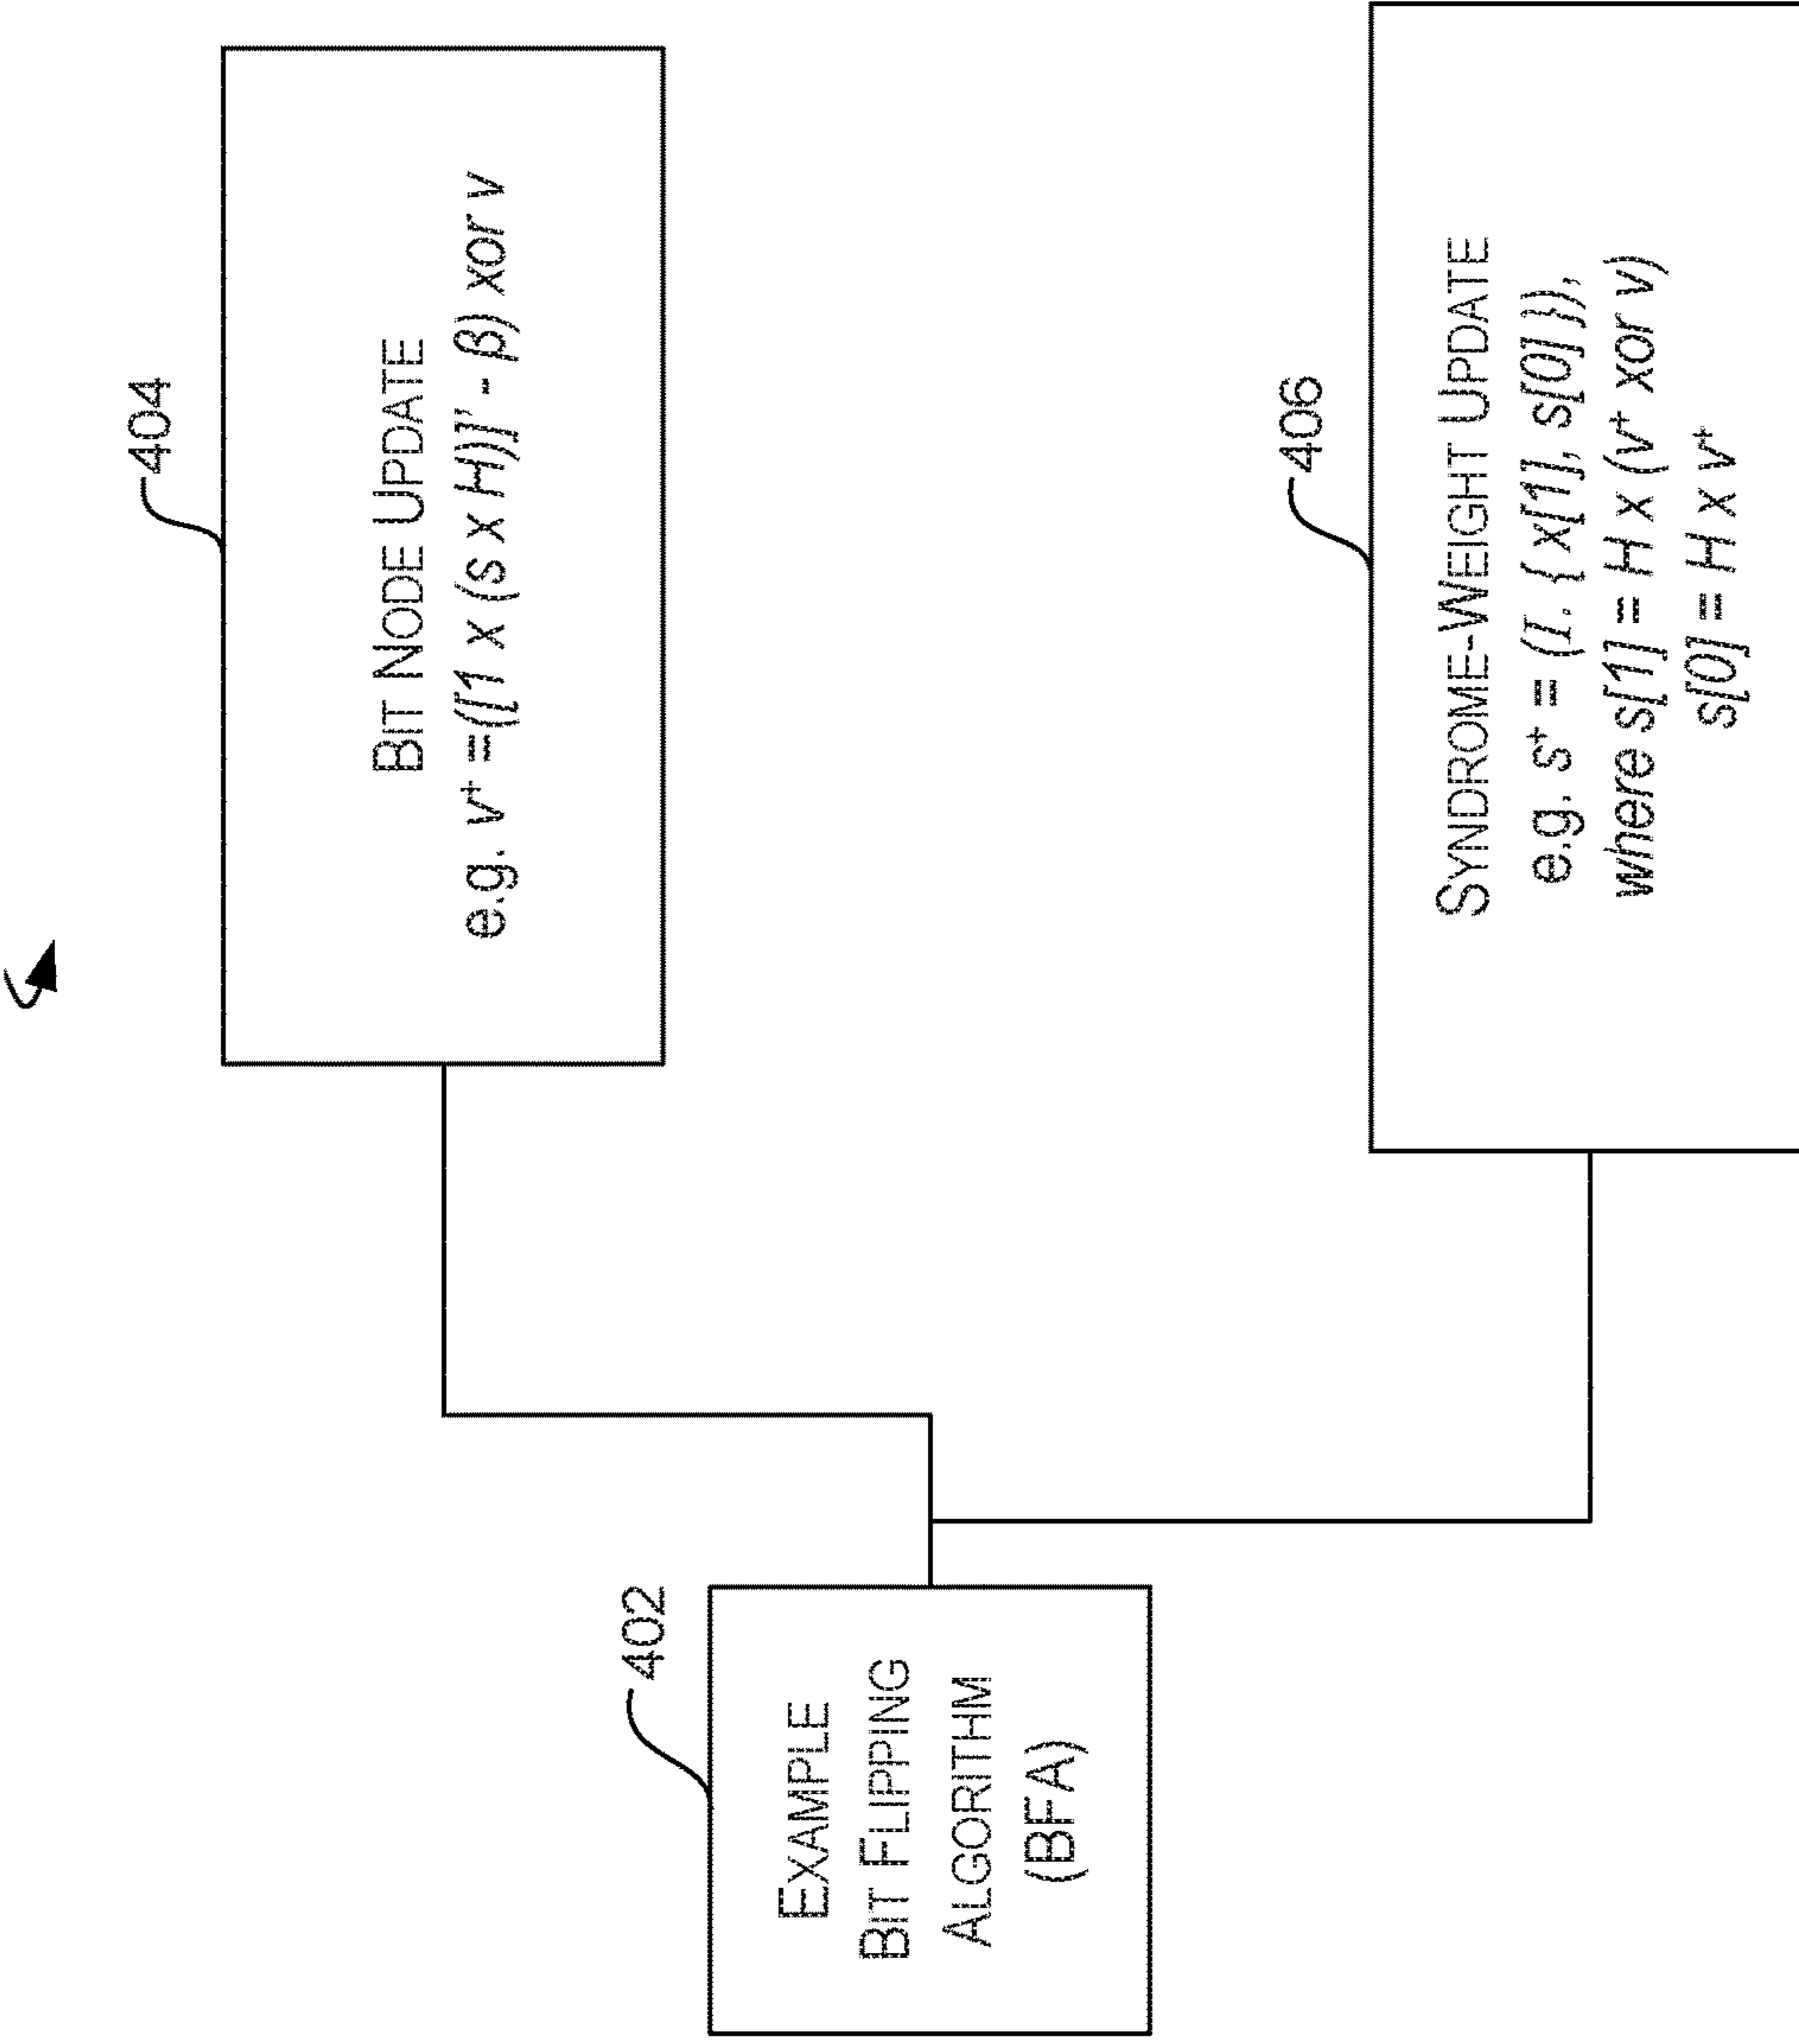 402
EXAMPLE
BIT FLIPPING
ALGORITHM
(BFA)
404
BIT NODE UPDATE
e.g. v⁺ =([1 x (s x H)]' - β) xor v
406
SYNDROME-WEIGHT UPDATE
e.g. s⁺ = (I. { x[1], s[0] }),
where s[1] = H x (v⁺ xor v)
s[0] = H x v⁺